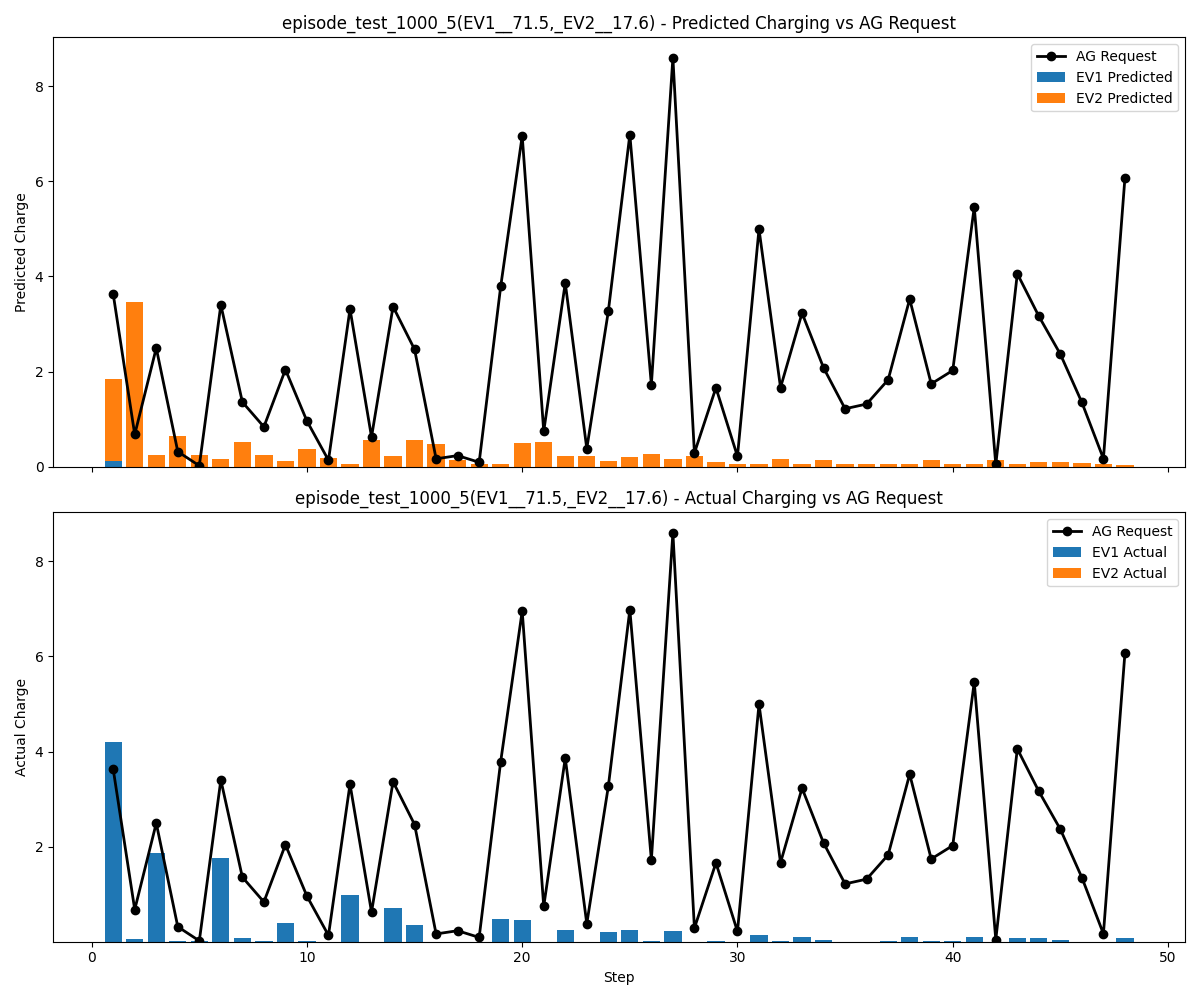 episode_test_1000_5(EV1__71.5,_EV2__17.6) - Predicted Charging vs AG Request
AG Request
EV1 Predicted
EV2 Predicted
Predicted Charge
8
6
4
2
0
episode_test_1000_5(EV1__71.5,_EV2__17.6) - Actual Charging vs AG Request
AG Request
EV1 Actual
EV2 Actual
Actual Charge
8
6
4
2
0
10
20
30
40
50
Step